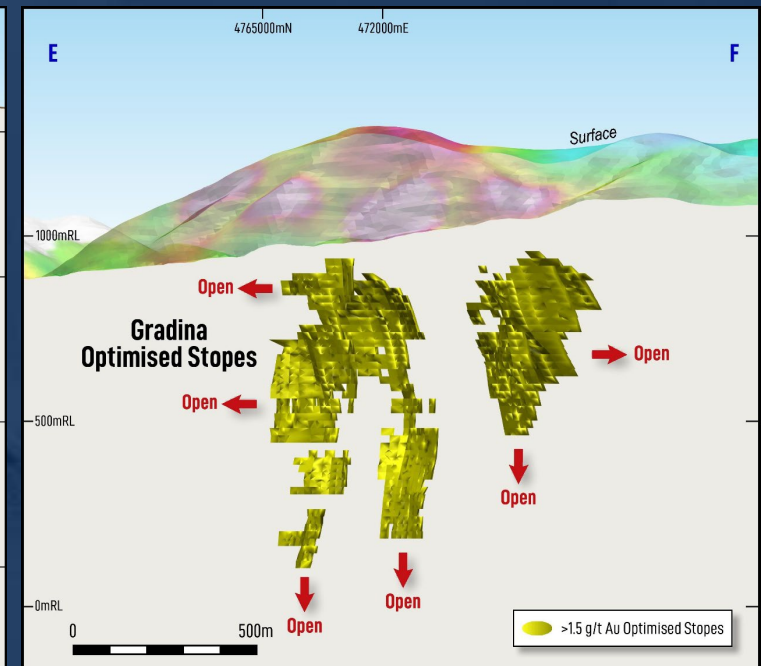 4765000mN
472000mE
E
F
Surface
1000mRL
Open
Gradina
Optimised Stopes
Open
Open
500mRL
Open
Open
Open
0mRL
Open
0
500m
>1.5 g/t Au Optimised Stopes